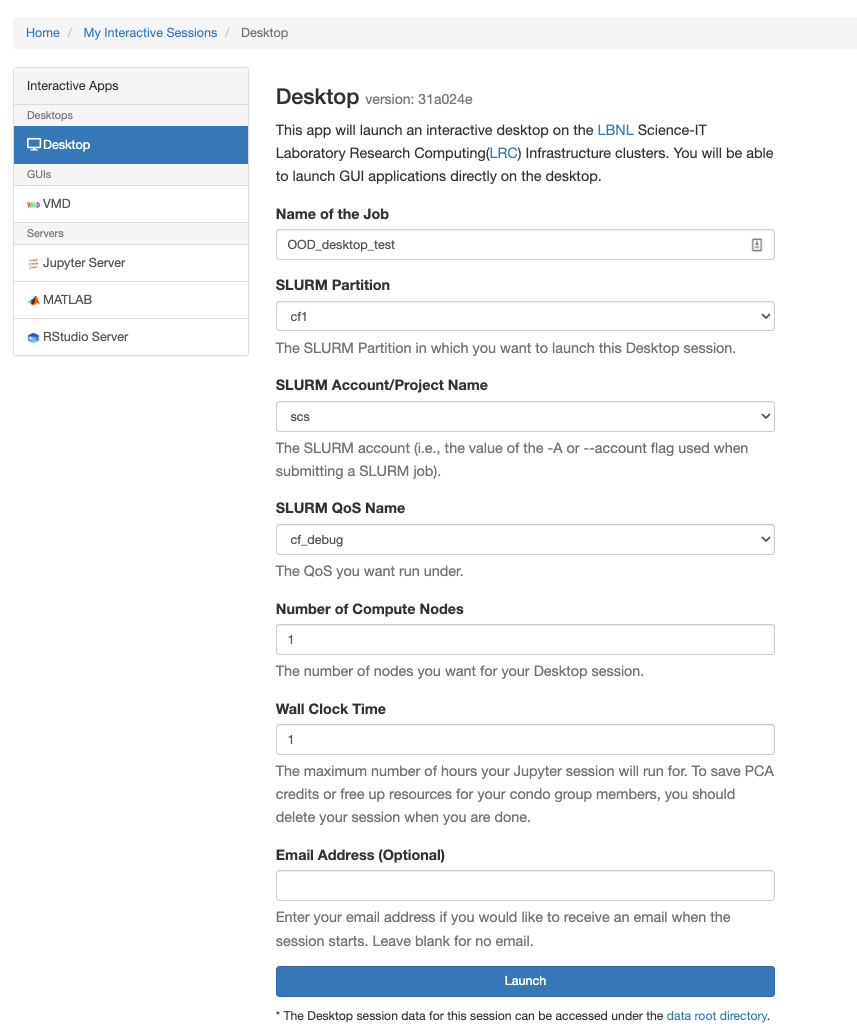 Home / My Interactive Sessions / Desktop
Interactive Apps
Desktops
Desktop
GUIs
VMD
Servers
Jupyter Server
MATLAB
RStudio Server
Desktop version: 31a024e
This app will launch an interactive desktop on the LBNL Science-IT
Laboratory Research Computing(LRC) Infrastructure clusters. You will be able
to launch GUI applications directly on the desktop.
Name of the Job
OOD_desktop_test
SLURM Partition
cf1
The SLURM Partition in which you want to launch this Desktop session.
SLURM Account/Project Name
scs
The SLURM account (i.e., the value of the -A or --account flag used when
submitting a SLURM job).
SLURM QoS Name
cf_debug
The QoS you want run under.
Number of Compute Nodes
1
The number of nodes you want for your Desktop session.
Wall Clock Time
1
The maximum number of hours your Jupyter session will run for. To save PCA
credits or free up resources for your condo group members, you should
delete your session when you are done.
Email Address (Optional)
Enter your email address if you would like to receive an email when the
session starts. Leave blank for no email.
Launch
* The Desktop session data for this session can be accessed under the data root directory.